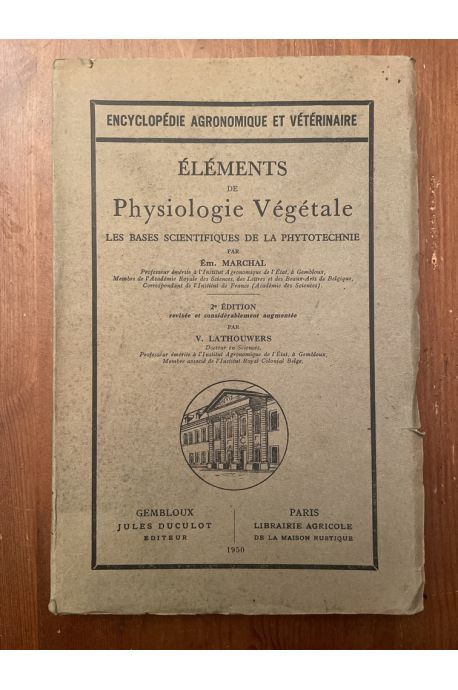 ENCYCLOPÉDIE AGRONOMIQUE ET VÉTÉRINAIRE
ÉLÉMENTS
DE
Physiologie Végétale
LES BASES SCIENTIFIQUES DE LA PHYTOTECHNIE
PAR
Ém. MARCHAL
Professeur émérite à l'Institut Agronomique de l'État, à Gembloux,
Membre de l'Académie Royale des Sciences, des Lettres et des Beaux-Arts de Belgique,
Correspondant de l'Institut de France (Académie des Sciences).
2e ÉDITION
revisée et considérablement augmentée
PAR
V. LATHOUWERS
Docteur en Sciences,
Professeur émérite à l'Institut Agronomique de l'État, à Gembloux,
Membre associé de l'Institut Royal Colonial Belge.
GEMBLOUX
JULES DUCULOT
EDITEUR
PARIS
LIBRAIRIE AGRICOLE
DE LA MAISON RUSTIQUE
1950